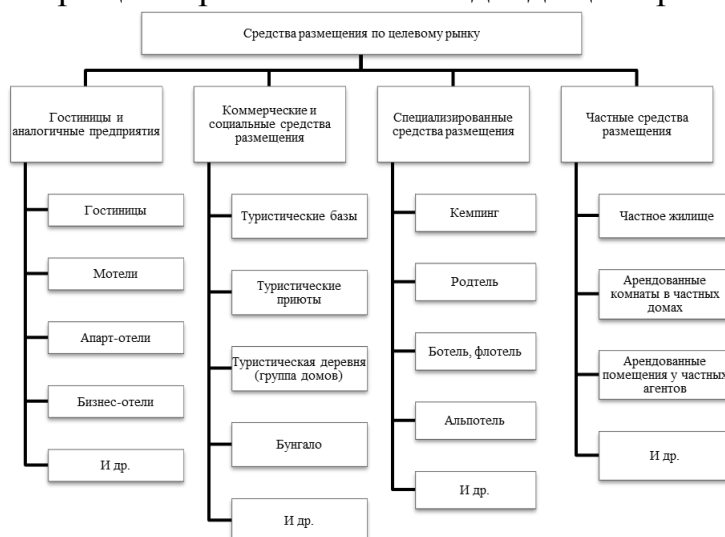 Средства размещения по целевому рынку
Гостиницы и
аналогичные предприятия
Гостиницы
Мотели
Апарт-отели
Бизнес-отели
И др.
Коммерческие и
социальные средства
размещения
Туристические базы
Туристические
приюты
Туристическая деревня
(группа домов)
Бунгало
И др.
Специализированные
средства размещения
Кемпинг
Родтель
Ботель, флотель
Альпотель
И др.
Частные средства
размещения
Частное жилище
Арендованные
комнаты в частных
домах
Арендованные
помещения у частных
агентов
И др.